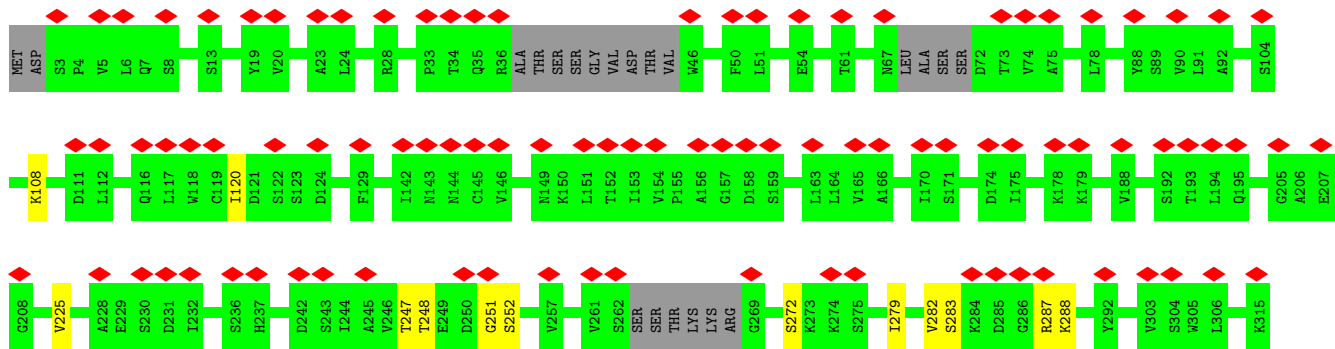 MET ASP S3 P4 V5 L6 Q7 S8 S13 Y19 V20 A23 L24 R28 P33 T34 Q35 R36 ALA THR SER SER GLY VAL ASP THR VAL W46 F50 L51 E54 T61 N67 LEU ALA SER SER D72 T73 V74 A75 L78 Y88 S89 V90 L91 A92 S104
K108 D111 L112 Q116 L117 W118 C119 I120 D121 S122 S123 D124 F129 I142 N143 N144 C145 V146 N149 K150 L151 T152 I153 V154 P155 A156 G157 D158 S159 L163 L164 V165 A166 I170 S171 D174 I175 K178 K179 V188 S192 T193 L194 Q195 G205 A206 E207
G208 V225 A228 E229 S230 D231 I232 S236 H237 D242 S243 I244 A245 V246 T247 T248 E249 D250 G251 S252 V257 V261 S262 SER SER THR LYS LYS ARG G269 S272 K273 K274 S275 I279 V282 S283 K284 D285 G286 R287 K288 Y292 V303 S304 W305 L306 K315